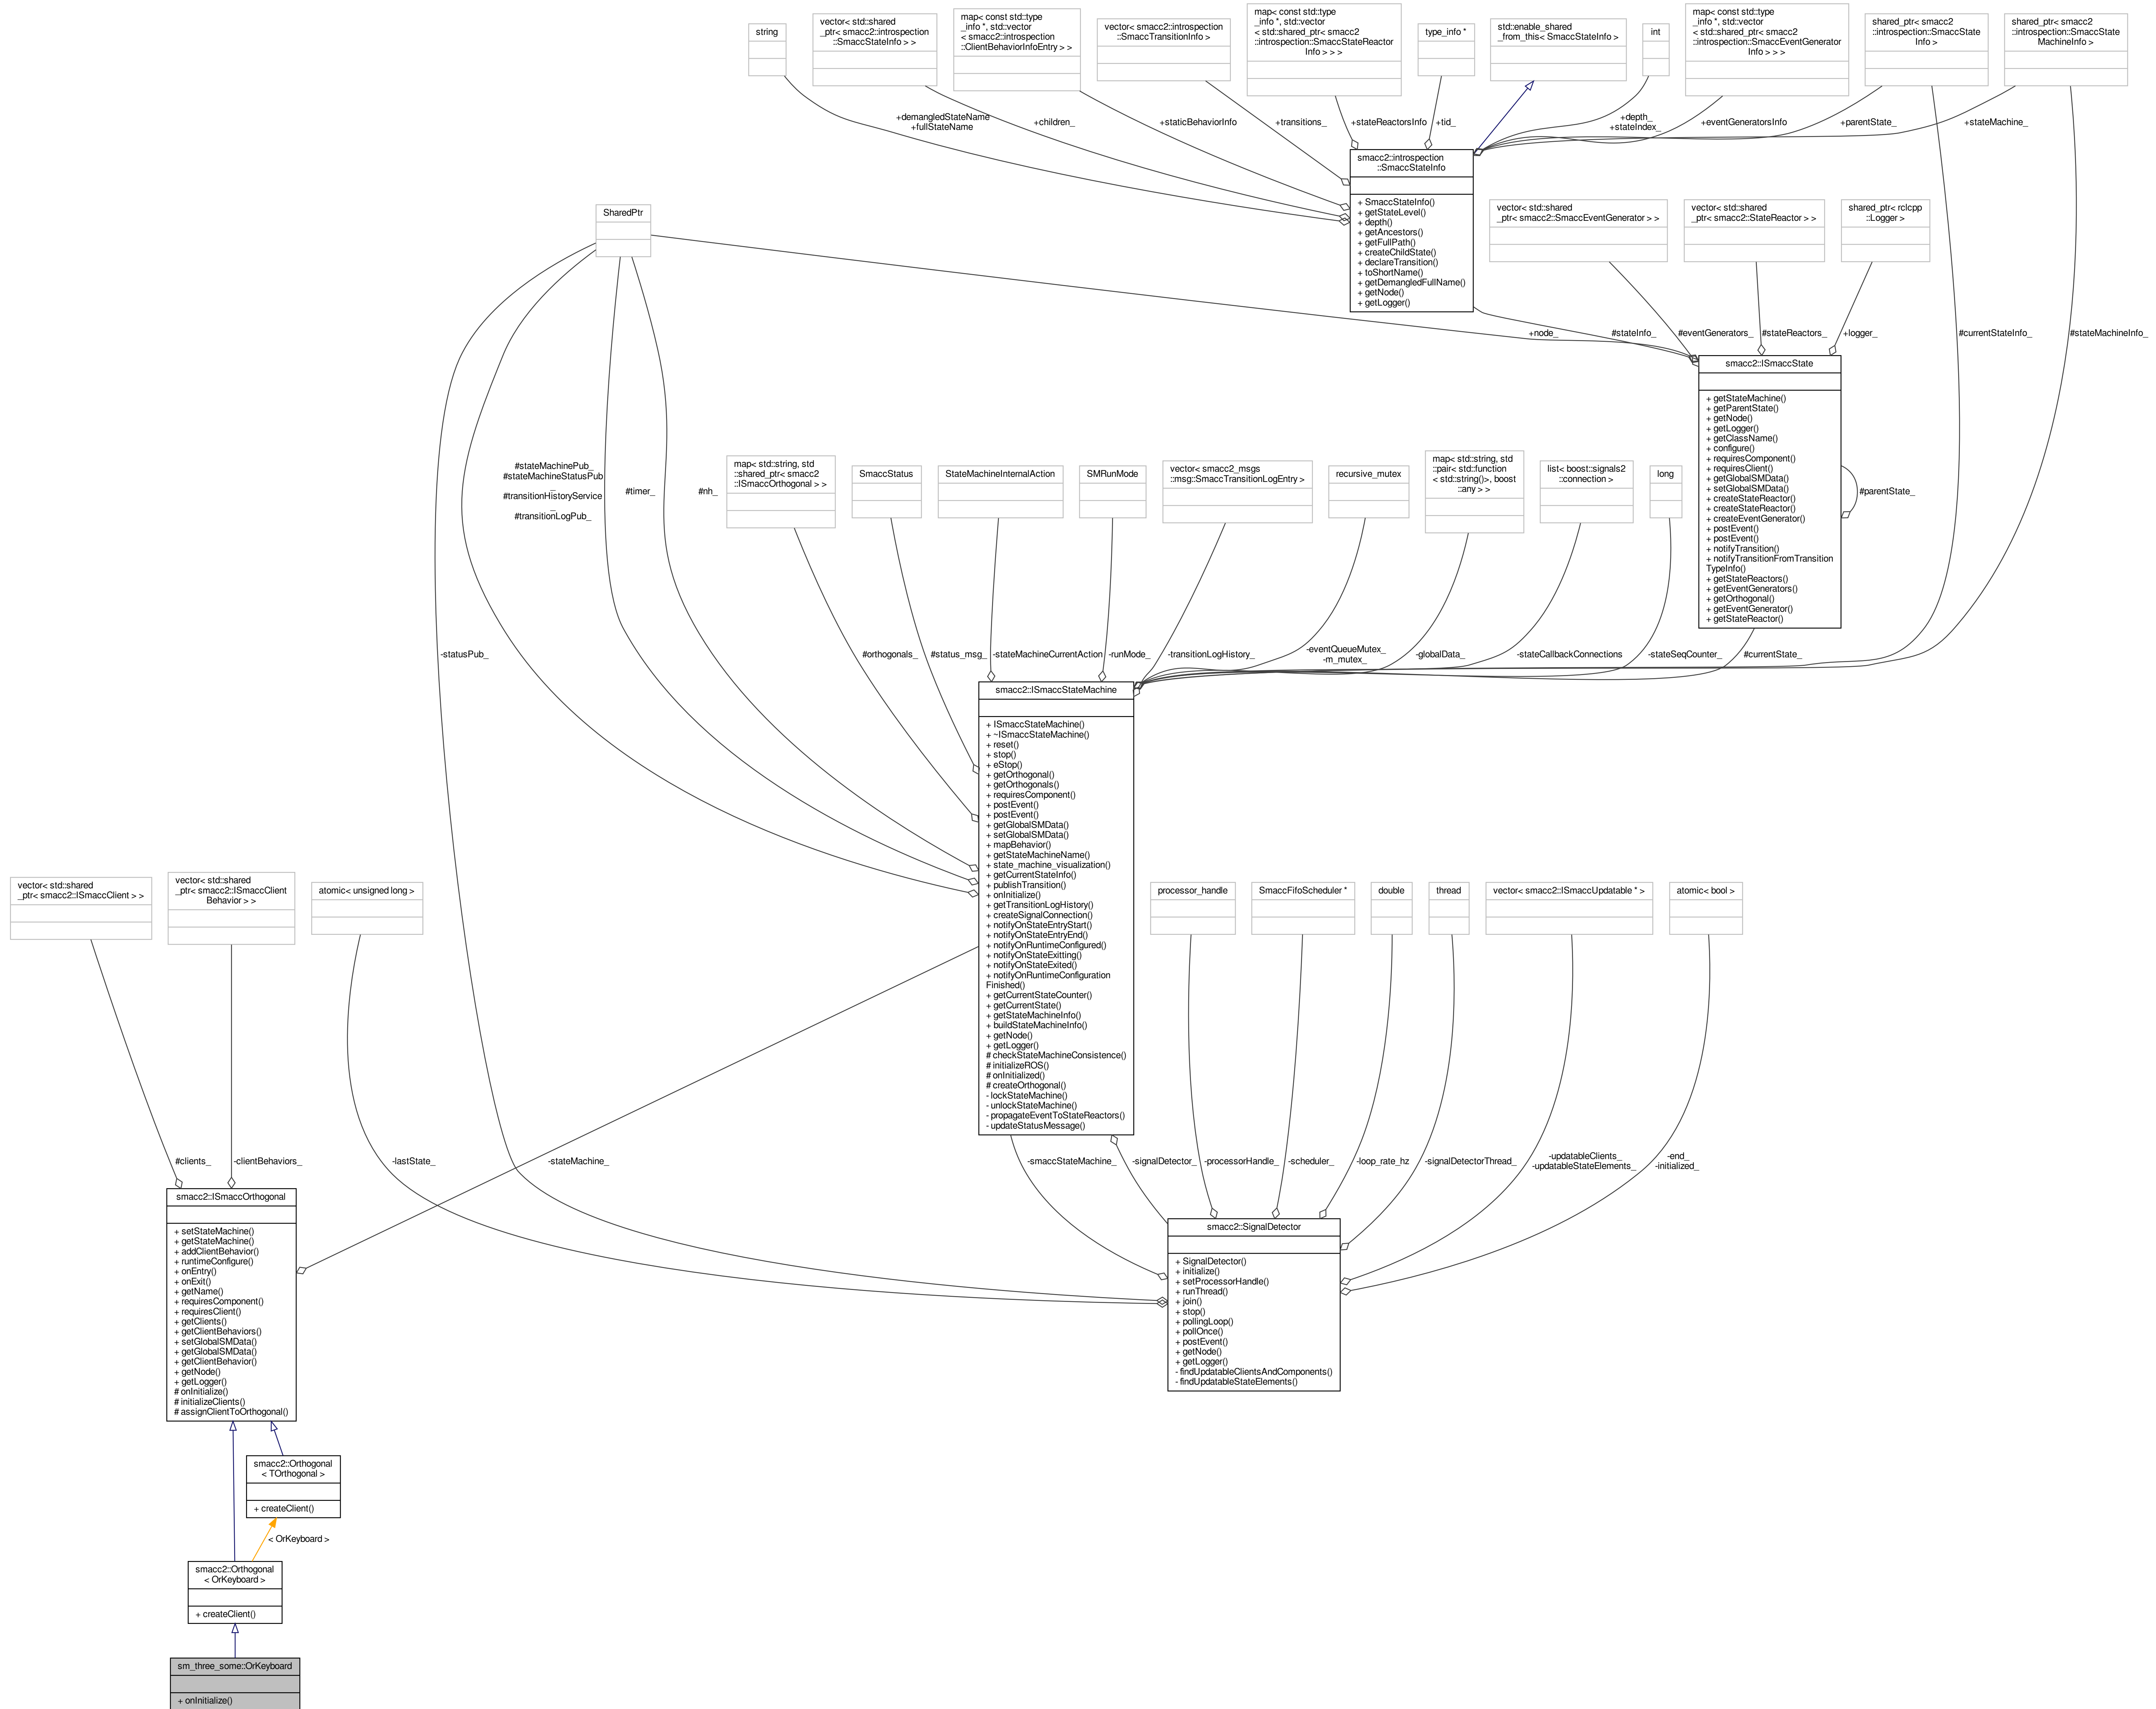 string
vector< std::shared
_ptr< smacc2::introspection
::SmaccStateInfo > >
map< const std::type
_info *, std::vector
< smacc2::introspection
::ClientBehaviorInfoEntry > >
vector< smacc2::introspection
::SmaccTransitionInfo >
map< const std::type
_info *, std::vector
< std::shared_ptr< smacc2
::introspection::SmaccStateReactor
Info > > >
type_info *
std::enable_shared
_from_this< SmaccStateInfo >
int
map< const std::type
_info *, std::vector
< std::shared_ptr< smacc2
::introspection::SmaccEventGenerator
Info > > >
shared_ptr< smacc2
::introspection::SmaccState
Info >
shared_ptr< smacc2
::introspection::SmaccState
MachineInfo >
+demangledStateName
+fullStateName
+children_
+staticBehaviorInfo
+transitions_
+stateReactorsInfo
+tid_
+depth_
+stateIndex_
+eventGeneratorsInfo
+parentState_
+stateMachine_
smacc2::introspection
::SmaccStateInfo
+ SmaccStateInfo()
+ getStateLevel()
+ depth()
+ getAncestors()
+ getFullPath()
+ createChildState()
+ declareTransition()
+ toShortName()
+ getDemangledFullName()
+ getNode()
+ getLogger()
SharedPtr
vector< std::shared
_ptr< smacc2::SmaccEventGenerator > >
vector< std::shared
_ptr< smacc2::StateReactor > >
shared_ptr< rclcpp
::Logger >
+node_
#stateInfo_
#eventGenerators_
#stateReactors_
+logger_
#currentStateInfo_
#stateMachineInfo_
smacc2::ISmaccState
+ getStateMachine()
+ getParentState()
+ getNode()
+ getLogger()
+ getClassName()
+ configure()
+ requiresComponent()
+ requiresClient()
+ getGlobalSMData()
+ setGlobalSMData()
+ createStateReactor()
+ createStateReactor()
+ createEventGenerator()
+ postEvent()
+ postEvent()
+ notifyTransition()
+ notifyTransitionFromTransition
TypeInfo()
+ getStateReactors()
+ getEventGenerators()
+ getOrthogonal()
+ getEventGenerator()
+ getStateReactor()
#parentState_
#stateMachinePub_
#stateMachineStatusPub
_
#transitionHistoryService
_
#transitionLogPub_
#timer_
#nh_
map< std::string, std
::shared_ptr< smacc2
::ISmaccOrthogonal > >
SmaccStatus
StateMachineInternalAction
SMRunMode
vector< smacc2_msgs
::msg::SmaccTransitionLogEntry >
recursive_mutex
map< std::string, std
::pair< std::function
< std::string()>, boost
::any > >
list< boost::signals2
::connection >
long
-statusPub_
#orthogonals_
#status_msg_
-stateMachineCurrentAction
-runMode_
-transitionLogHistory_
-eventQueueMutex_
-m_mutex_
-globalData_
-stateCallbackConnections
-stateSeqCounter_
#currentState_
smacc2::ISmaccStateMachine
+ ISmaccStateMachine()
+ ~ISmaccStateMachine()
+ reset()
+ stop()
+ eStop()
+ getOrthogonal()
+ getOrthogonals()
+ requiresComponent()
+ postEvent()
+ postEvent()
+ getGlobalSMData()
+ setGlobalSMData()
+ mapBehavior()
+ getStateMachineName()
+ state_machine_visualization()
+ getCurrentStateInfo()
+ publishTransition()
+ onInitialize()
+ getTransitionLogHistory()
+ createSignalConnection()
+ notifyOnStateEntryStart()
+ notifyOnStateEntryEnd()
+ notifyOnRuntimeConfigured()
+ notifyOnStateExitting()
+ notifyOnStateExited()
+ notifyOnRuntimeConfiguration
Finished()
+ getCurrentStateCounter()
+ getCurrentState()
+ getStateMachineInfo()
+ buildStateMachineInfo()
+ getNode()
+ getLogger()
# checkStateMachineConsistence()
# initializeROS()
# onInitialized()
# createOrthogonal()
- lockStateMachine()
- unlockStateMachine()
- propagateEventToStateReactors()
- updateStatusMessage()
vector< std::shared
_ptr< smacc2::ISmaccClient > >
vector< std::shared
_ptr< smacc2::ISmaccClient
Behavior > >
atomic< unsigned long >
processor_handle
SmaccFifoScheduler *
double
thread
vector< smacc2::ISmaccUpdatable * >
atomic< bool >
#clients_
-clientBehaviors_
-lastState_
-stateMachine_
-smaccStateMachine_
-signalDetector_
-processorHandle_
-scheduler_
-loop_rate_hz
-signalDetectorThread_
-updatableClients_
-updatableStateElements_
-end_
-initialized_
smacc2::ISmaccOrthogonal
+ setStateMachine()
+ getStateMachine()
+ addClientBehavior()
+ runtimeConfigure()
+ onEntry()
+ onExit()
+ getName()
+ requiresComponent()
+ requiresClient()
+ getClients()
+ getClientBehaviors()
+ setGlobalSMData()
+ getGlobalSMData()
+ getClientBehavior()
+ getNode()
+ getLogger()
# onInitialize()
# initializeClients()
# assignClientToOrthogonal()
smacc2::SignalDetector
+ SignalDetector()
+ initialize()
+ setProcessorHandle()
+ runThread()
+ join()
+ stop()
+ pollingLoop()
+ pollOnce()
+ postEvent()
+ getNode()
+ getLogger()
- findUpdatableClientsAndComponents()
- findUpdatableStateElements()
smacc2::Orthogonal
< TOrthogonal >
+ createClient()
< OrKeyboard >
smacc2::Orthogonal
< OrKeyboard >
+ createClient()
sm_three_some::OrKeyboard
+ onInitialize()